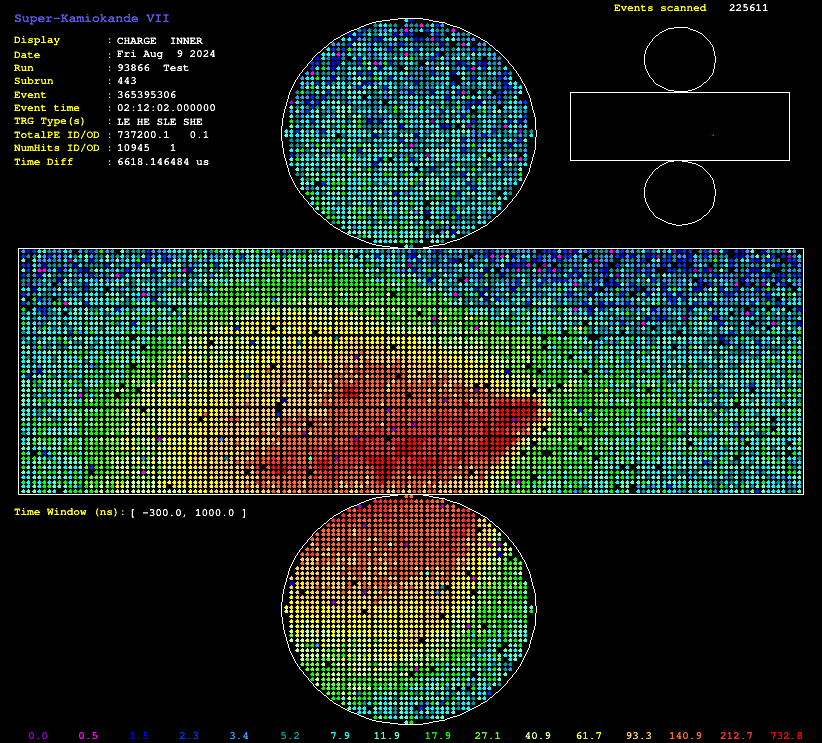 Super-Kamiokande VII
Events scanned 225611
Display : CHARGE INNER
Date : Fri Aug 9 2024
Run : 93866 Test
Subrun : 443
Event : 365395306
Event time : 02:12:02.000000
TRG Type(s) : LE HE SLE SHE
TotalPE ID/OD : 737200.1 0.1
NumHits ID/OD : 10945 1
Time Diff : 6618.146484 us
Time Window (ns): [ -300.0, 1000.0 ]
0.0 0.5 1.5 2.3 3.4 5.2 7.9 11.9 17.9 27.1 40.9 61.7 93.3 140.9 212.7 732.8